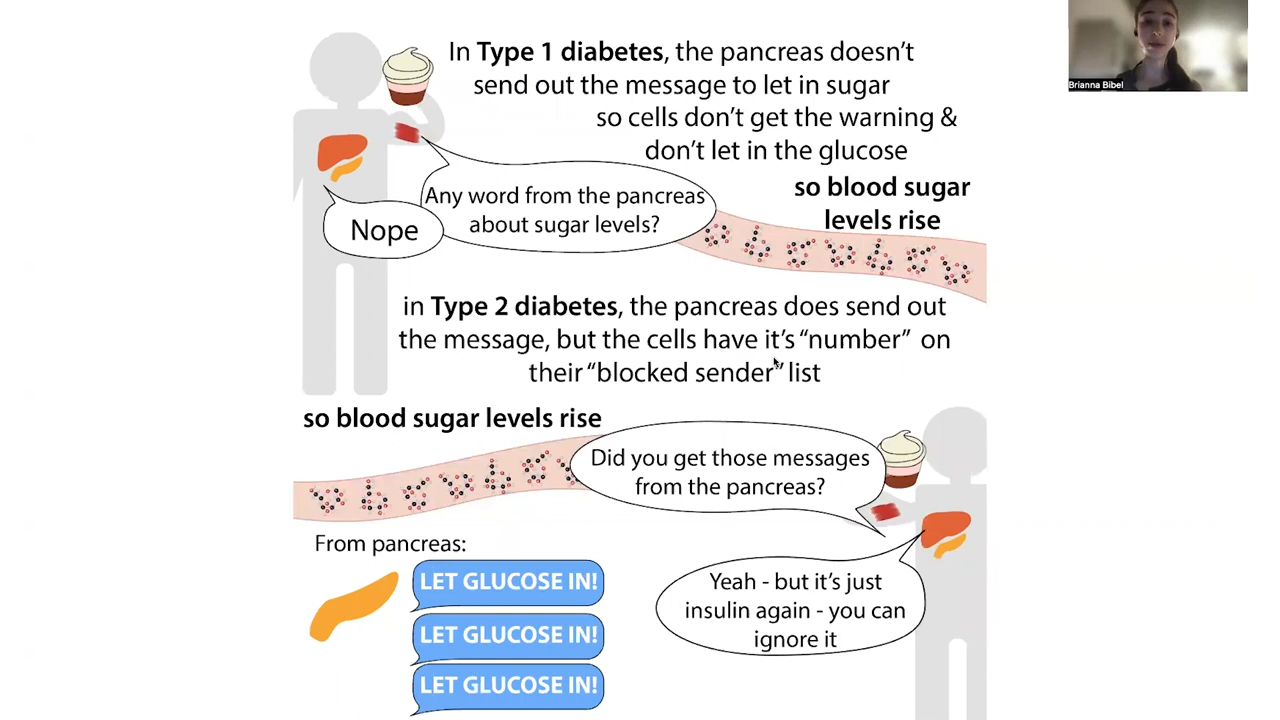 In Type 1 diabetes, the pancreas doesn't
send out the message to let in sugar
so cells don't get the warning &
don't let in the glucose
Any word from the pancreas
about sugar levels?
Nope
so blood sugar
levels rise
in Type 2 diabetes, the pancreas does send out
the message, but the cells have it's "number" on
their "blocked sender" list
so blood sugar levels rise
Did you get those messages
from the pancreas?
Yeah - but it's just
insulin again - you can
ignore it
From pancreas:
LET GLUCOSE IN!
LET GLUCOSE IN!
LET GLUCOSE IN!
Brianna Bibel